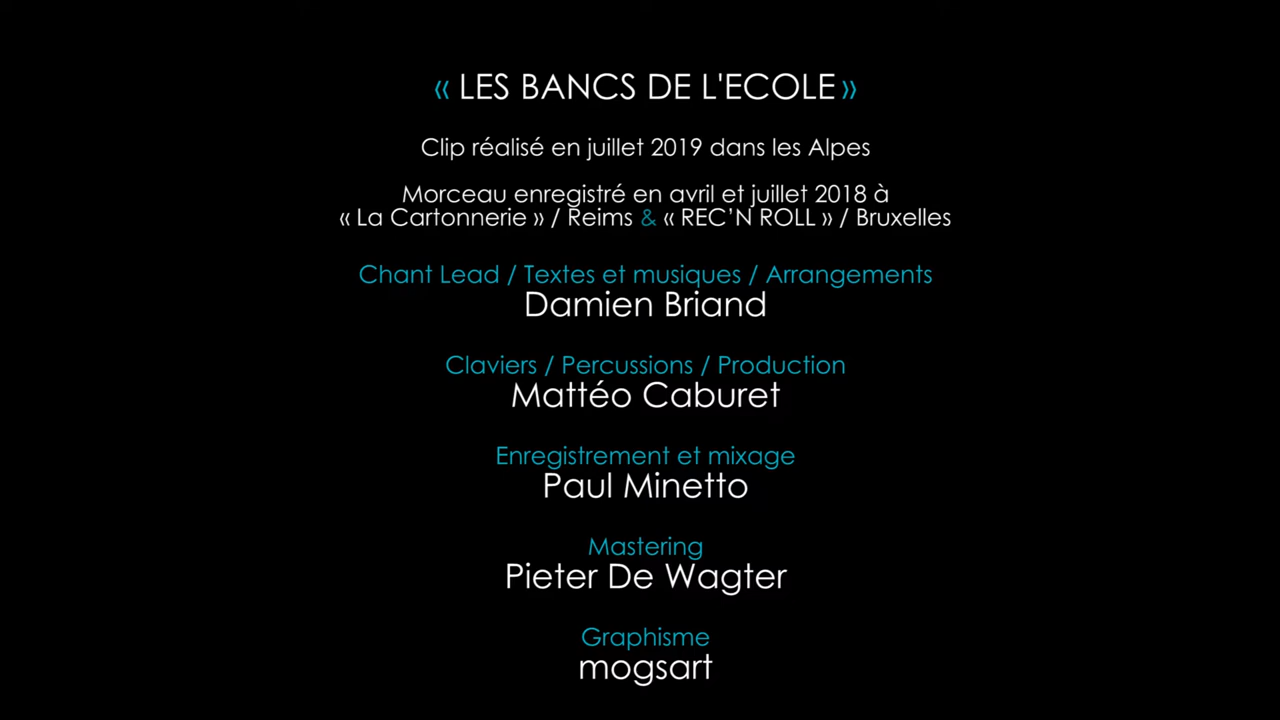 « LES BANCS DE L'ECOLE »
Clip réalisé en juillet 2019 dans les Alpes
Morceau enregistré en avril et juillet 2018 à
« La Cartonnerie » / Reims & « REC’N ROLL » / Bruxelles
Chant Lead / Textes et musiques / Arrangements
Damien Briand
Claviers / Percussions / Production
Mattéo Caburet
Enregistrement et mixage
Paul Minetto
Mastering
Pieter De Wagter
Graphisme
mogsart